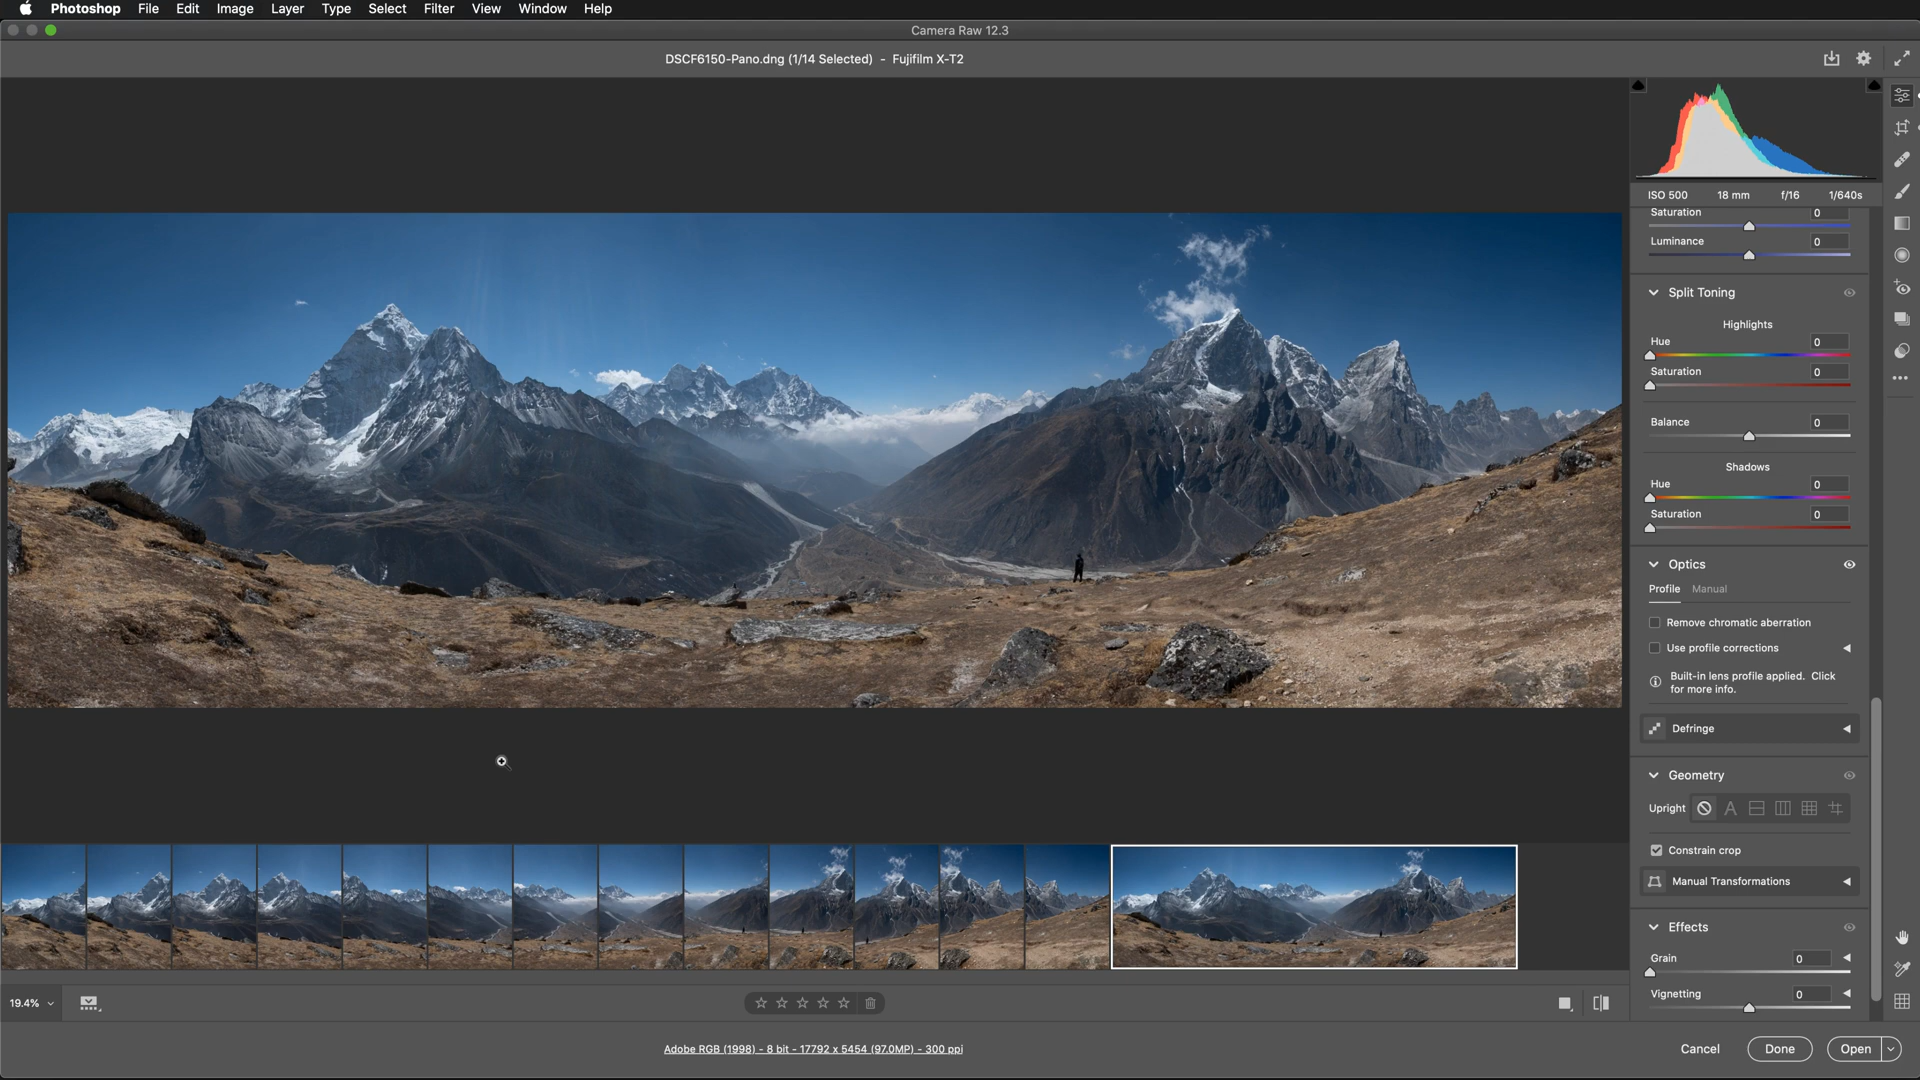 Photoshop File Edit Image Layer Type Select Filter View Window Help
Camera Raw 12.3
DSCF6150-Pano.dng (1/14 Selected) - Fujifilm X-T2
ISO 500 18 mm f/16 1/640s
Saturation 0
Luminance 0
Split Toning
Highlights
Hue 0
Saturation 0
Balance 0
Shadows
Hue 0
Saturation 0
Optics
Profile Manual
Remove chromatic aberration
Use profile corrections
Built-in lens profile applied. Click
for more info.
Defringe
Geometry
Upright A
Constrain crop
Manual Transformations
Effects
Grain 0
Vignetting 0
19.4%
Adobe RGB (1998) - 8 bit - 17792 x 5454 (97.0MP) - 300 ppi
Cancel Done Open